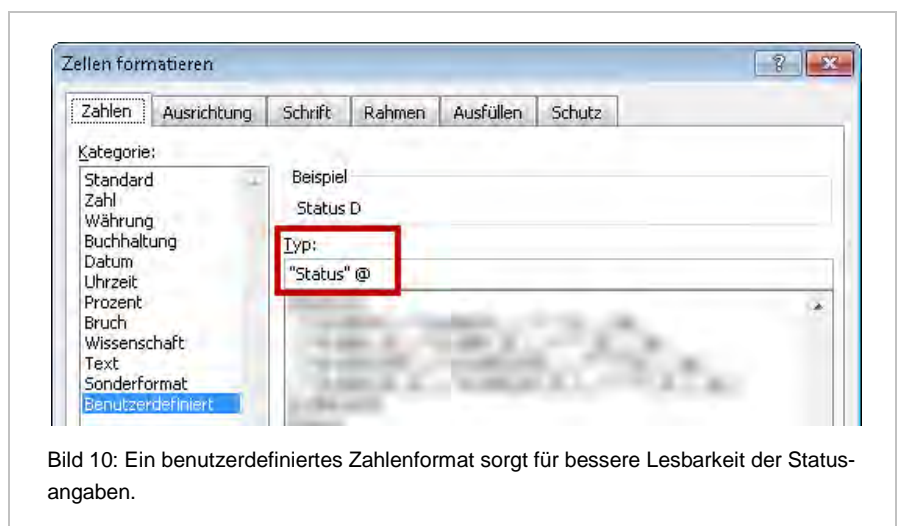 Zellen formatieren
Zahlen Ausrichtung Schrift Rahmen Ausfüllen Schutz
Kategorie:
Standard
Zahl
Währung
Buchhaltung
Datum
Uhrzeit
Prozent
Bruch
Wissenschaft
Text
Sonderformat
Benutzerdefiniert
Beispiel
Status D
Typ:
"Status" @
Bild 10: Ein benutzerdefiniertes Zahlenformat sorgt für bessere Lesbarkeit der Status-
angaben.